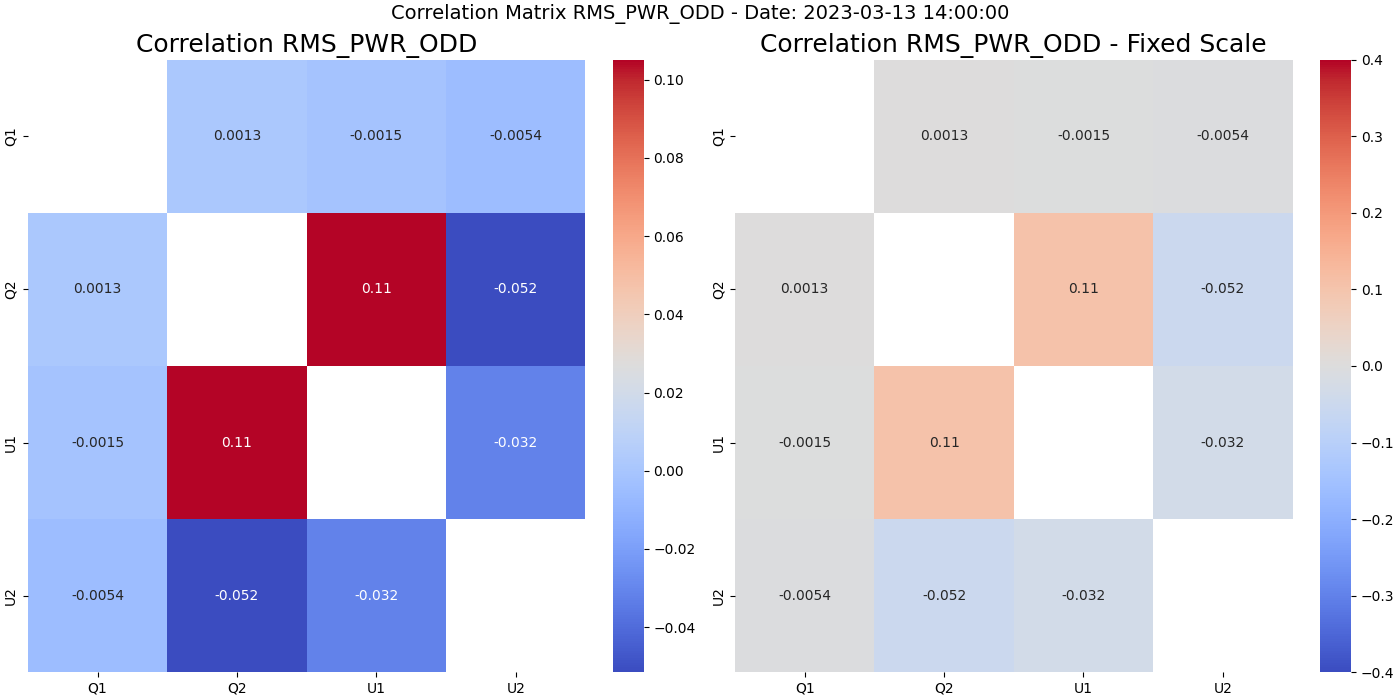 Correlation Matrix RMS_PWR_ODD - Date: 2023-03-13 14:00:00
Correlation RMS_PWR_ODD
Q1
Q2
U1
U2
0.0013
-0.0015
-0.0054
0.0013
0.11
-0.052
-0.0015
0.11
-0.032
-0.0054
-0.052
-0.032
Q1
Q2
U1
U2
0.10
0.08
0.06
0.04
0.02
0.00
−0.02
−0.04
Correlation RMS_PWR_ODD - Fixed Scale
Q1
Q2
U1
U2
0.0013
-0.0015
-0.0054
0.0013
0.11
-0.052
-0.0015
0.11
-0.032
-0.0054
-0.052
-0.032
Q1
Q2
U1
U2
0.4
0.3
0.2
0.1
0.0
−0.1
−0.2
−0.3
−0.4